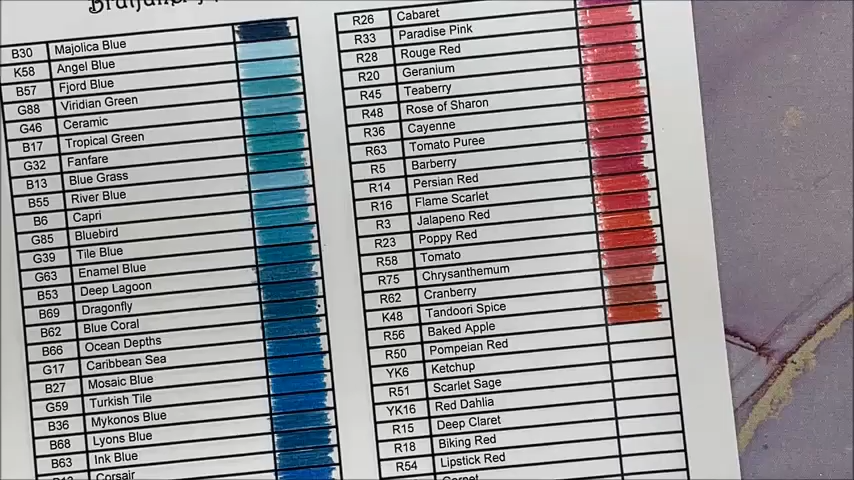 B30 Majolica Blue
K58 Angel Blue
B57 Fjord Blue
G88 Viridian Green
G46 Ceramic
B17 Tropical Green
G32 Fanfare
B13 Blue Grass
B55 River Blue
B6 Capri
G85 Bluebird
G39 Tile Blue
G63 Enamel Blue
B53 Deep Lagoon
B69 Dragonfly
B62 Blue Coral
B66 Ocean Depths
G17 Caribbean Sea
B27 Mosaic Blue
G59 Turkish Tile
B36 Mykonos Blue
B68 Lyons Blue
B63 Ink Blue
Corsair
R26 Cabaret
R33 Paradise Pink
R28 Rouge Red
R20 Geranium
R45 Teaberry
R48 Rose of Sharon
R36 Cayenne
R63 Tomato Puree
R5 Barberry
R14 Persian Red
R16 Flame Scarlet
R3 Jalapeno Red
R23 Poppy Red
R58 Tomato
R75 Chrysanthemum
R62 Cranberry
K48 Tandoori Spice
R56 Baked Apple
R50 Pompeian Red
YK6 Ketchup
R51 Scarlet Sage
YK16 Red Dahlia
R15 Deep Claret
R18 Biking Red
R54 Lipstick Red